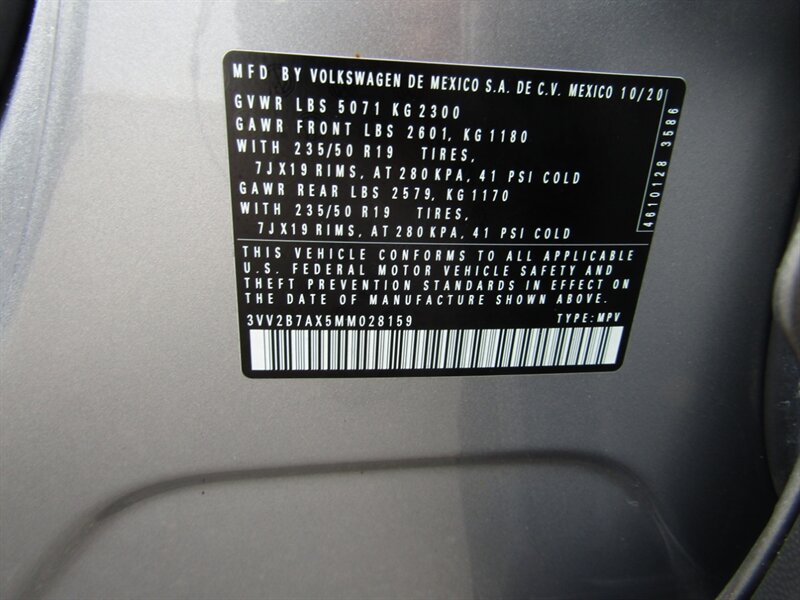 MFD BY VOLKSWAGEN DE MEXICO S.A. DE C.V. MEXICO 10/20
GVWR LBS 5071 KG 2300
GAWR FRONT LBS 2601, KG 1180
WITH 235/50 R19 TIRES,
7JX19 RIMS, AT 280 KPA, 41 PSI COLD
GAWR REAR LBS 2579, KG 1170
WITH 235/50 R19 TIRES,
7JX19 RIMS, AT 280 KPA, 41 PSI COLD
4610128 3586
THIS VEHICLE CONFORMS TO ALL APPLICABLE
U.S. FEDERAL MOTOR VEHICLE SAFETY AND
THEFT PREVENTION STANDARDS IN EFFECT ON
THE DATE OF MANUFACTURE SHOWN ABOVE.
3VV2B7AX5MM028159 TYPE: MPV